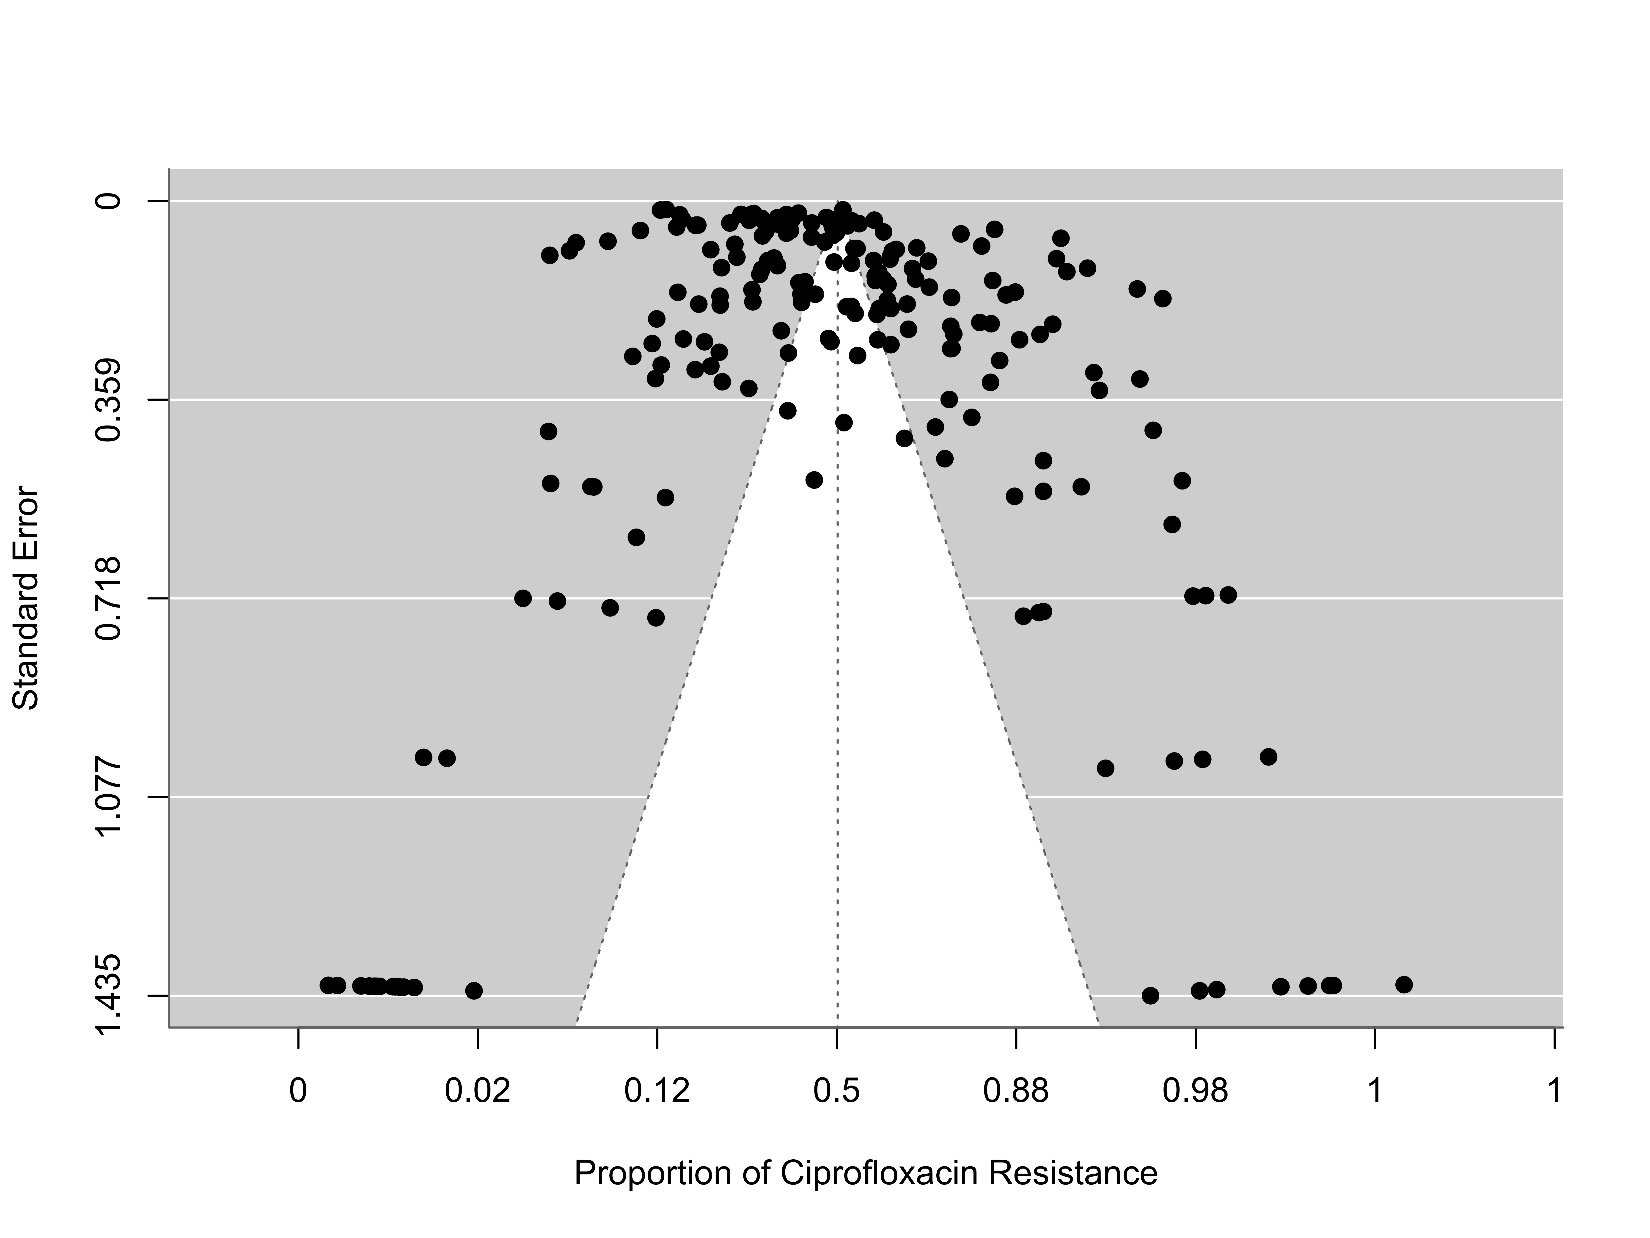 0
0.359
0.718
1.077
1.435
Standard Error
0 0.02 0.12 0.5 0.88 0.98 1 1
Proportion of Ciprofloxacin Resistance